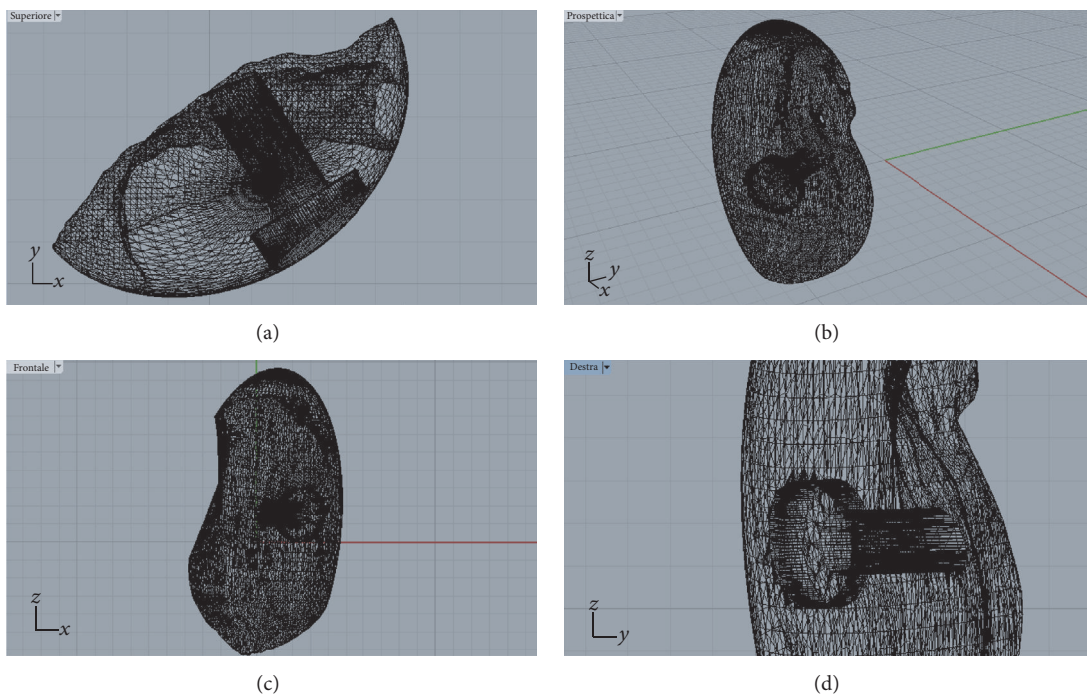 Superiore
y
x
(a)
Prospettica
z
y
x
(b)
Frontale
z
x
(c)
Destra
z
y
(d)